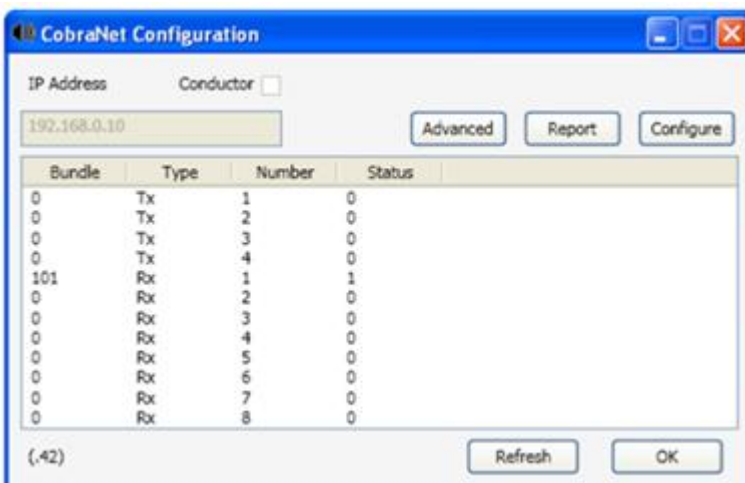 CobraNet Configuration
IP Address Conductor
192.168.0.10 Advanced Report Configure
Bundle Type Number Status
0 Tx 1 0
0 Tx 2 0
0 Tx 3 0
0 Tx 4 0
101 Rx 1 1
0 Rx 2 0
0 Rx 3 0
0 Rx 4 0
0 Rx 5 0
0 Rx 6 0
0 Rx 7 0
0 Rx 8 0
(.42) Refresh OK